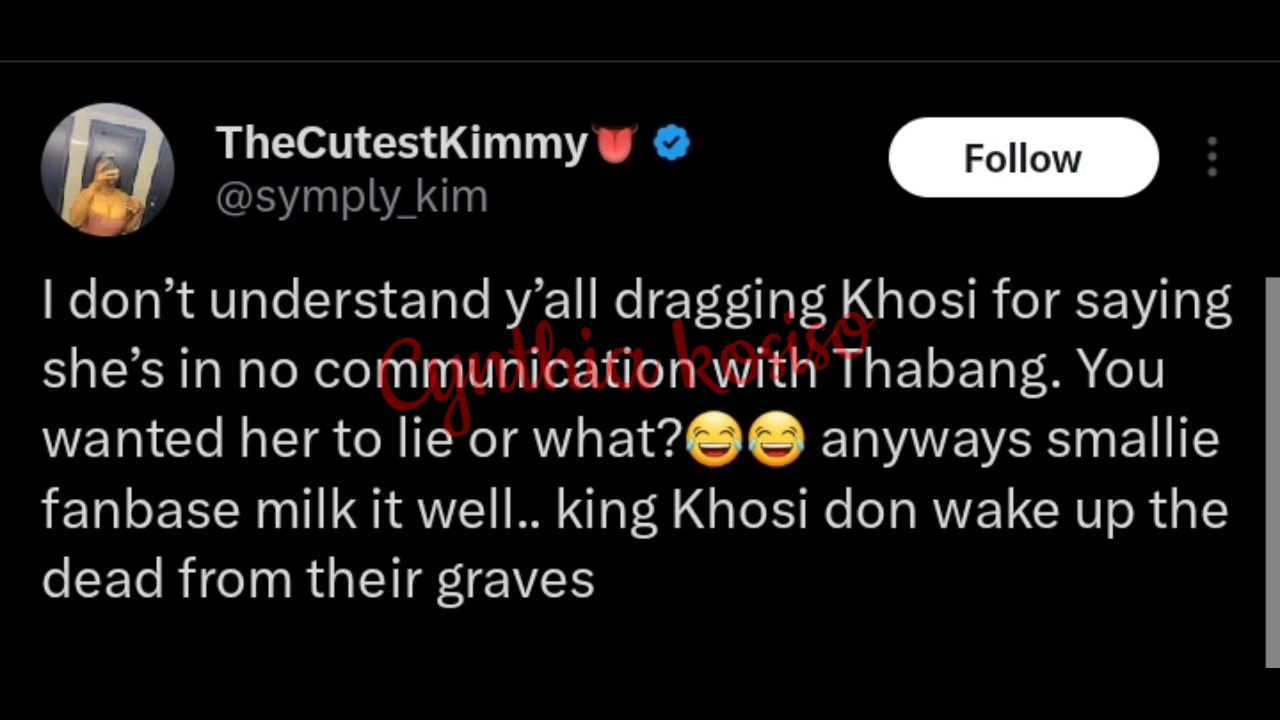 TheCutestKimmy👅
Follow
@symply_kim
I don’t understand y’all dragging Khosi for saying
she’s in no communication with Thabang. You
wanted her to lie or what?😂😂 anyways smallie
fanbase milk it well.. king Khosi don wake up the
dead from their graves
Cynthia kosiso